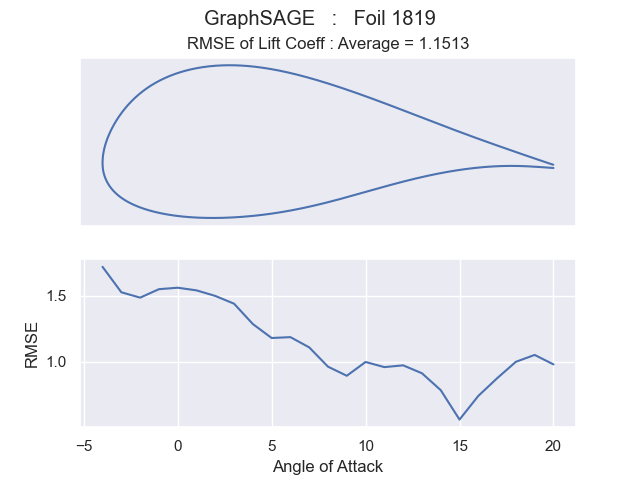 GraphSAGE   :   Foil 1819
RMSE of Lift Coeff : Average = 1.1513
1.5
1.0
RMSE
−5 0 5 10 15 20
Angle of Attack